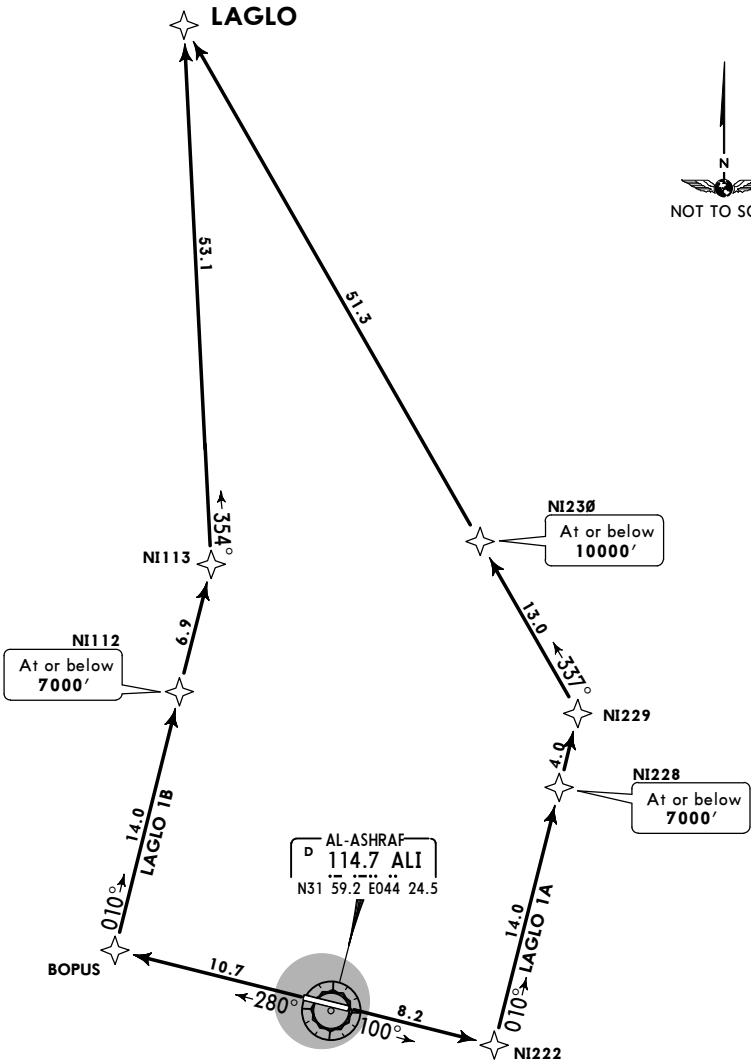 LAGLO
N
NOT TO SC
53.1
51.3
354°
NI113
NI230
At or below
10000'
6.9
13.0
NI112
At or below
7000'
337°
NI229
4.0
NI228
At or below
7000'
14.0
LAGLO 1B
AL-ASHRAF
D 114.7 ALI
N31 59.2 E044 24.5
14.0
LAGLO 1A
010°
BOPUS
10.7
280°
8.2
100°
010°
NI222